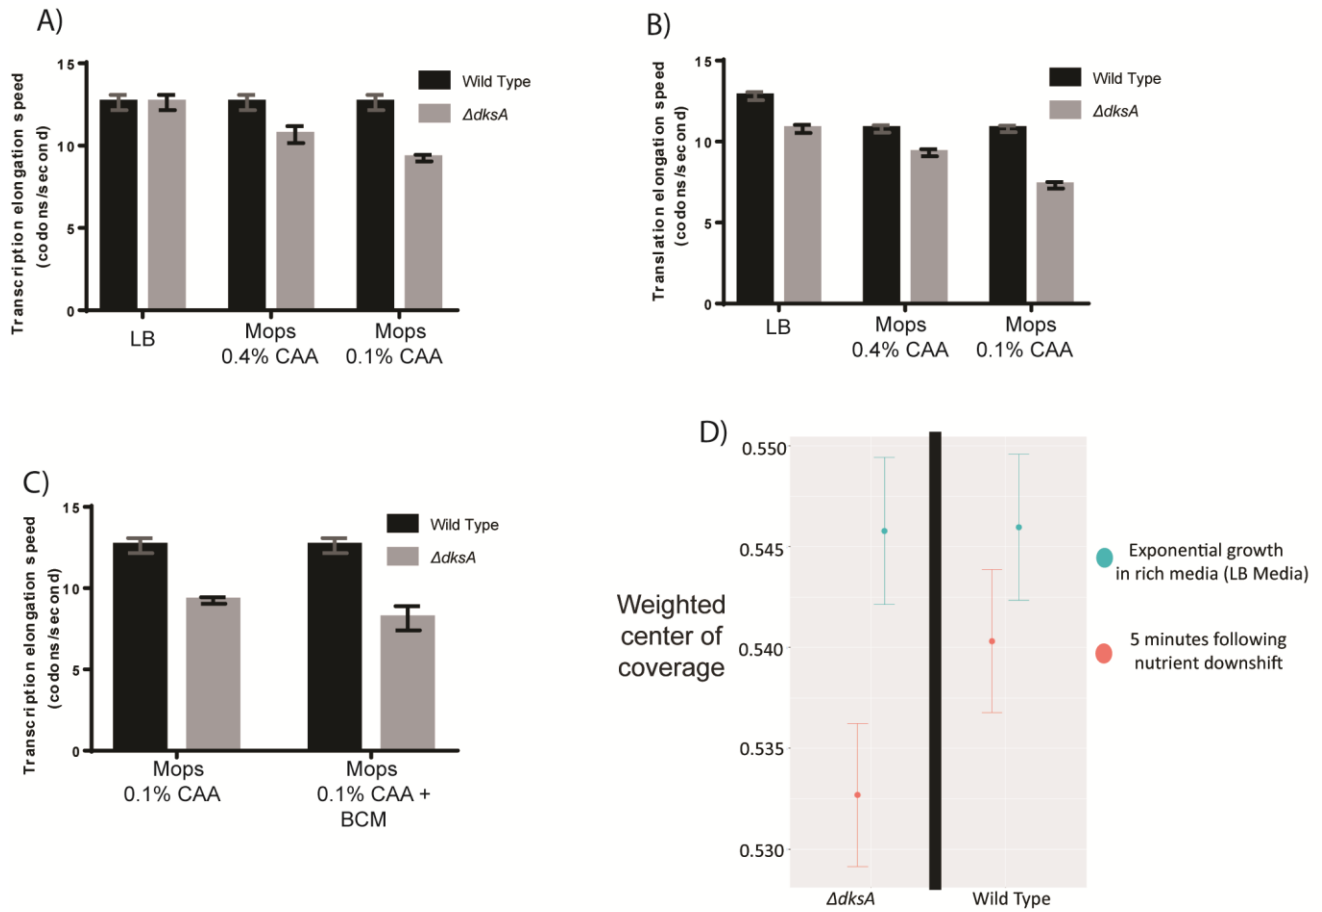 A)
Transcription elongation speed
(codons/second)
15
10
5
0
Wild Type
ΔdksA
LB
Mops
0.4% CAA
Mops
0.1% CAA
B)
Translation elongation speed
(codons/second)
15
10
5
0
Wild Type
ΔdksA
LB
Mops
0.4% CAA
Mops
0.1% CAA
C)
Transcription elongation speed
(codons/second)
15
10
5
0
Wild Type
ΔdksA
Mops
0.1% CAA
Mops
0.1% CAA +
BCM
D)
Weighted
center of
coverage
0.550
0.545
0.540
0.535
0.530
ΔdksA
Wild Type
Exponential growth
in rich media (LB Media)
5 minutes following
nutrient downshift